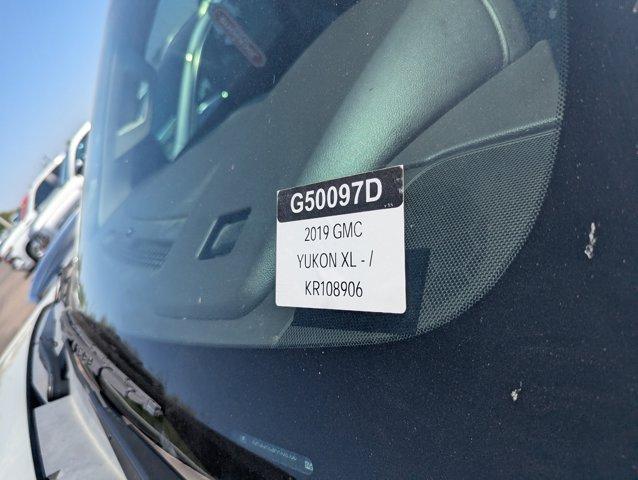 G50097D
2019 GMC
YUKON XL - /
KR108906